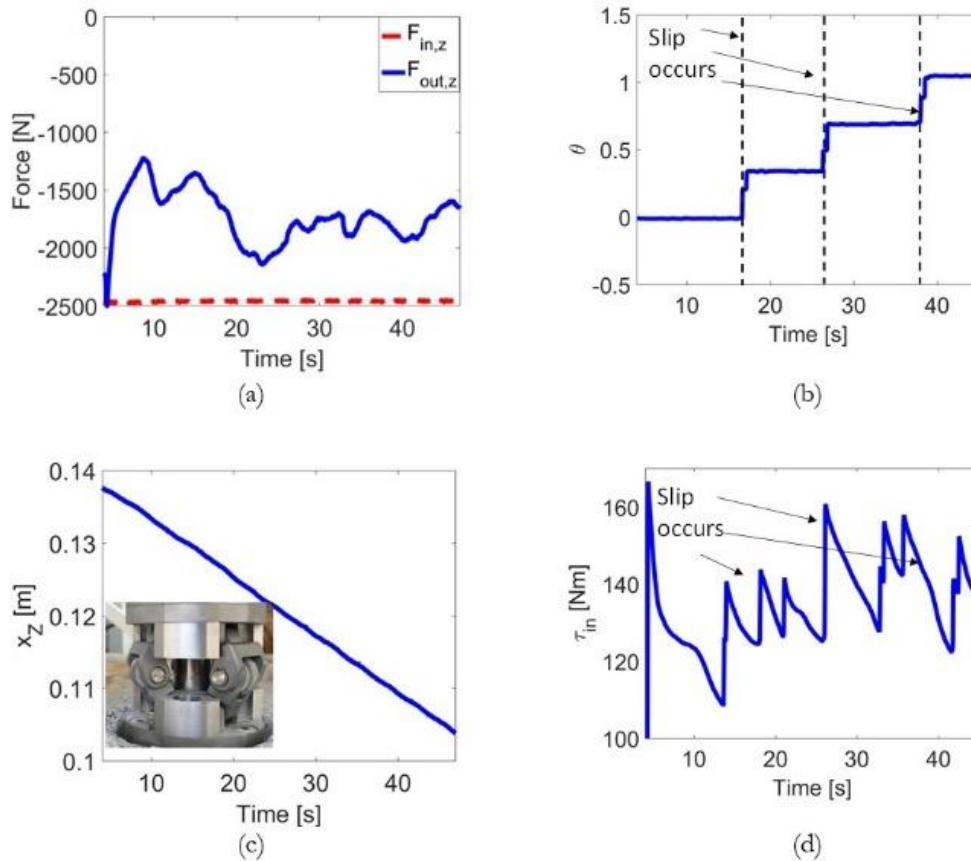 0
-500
-1000
-1500
-2000
-2500
Force [N]
F_in,z
F_out,z
10 20 30 40
Time [s]
(a)
1.5
1
0.5
0
-0.5
θ
Slip
occurs
10 20 30 40
Time [s]
(b)
0.14
0.13
0.12
0.11
0.1
x_Z [m]
10 20 30 40
Time [s]
(c)
160
140
120
100
τ_in [Nm]
Slip
occurs
10 20 30 40
Time [s]
(d)